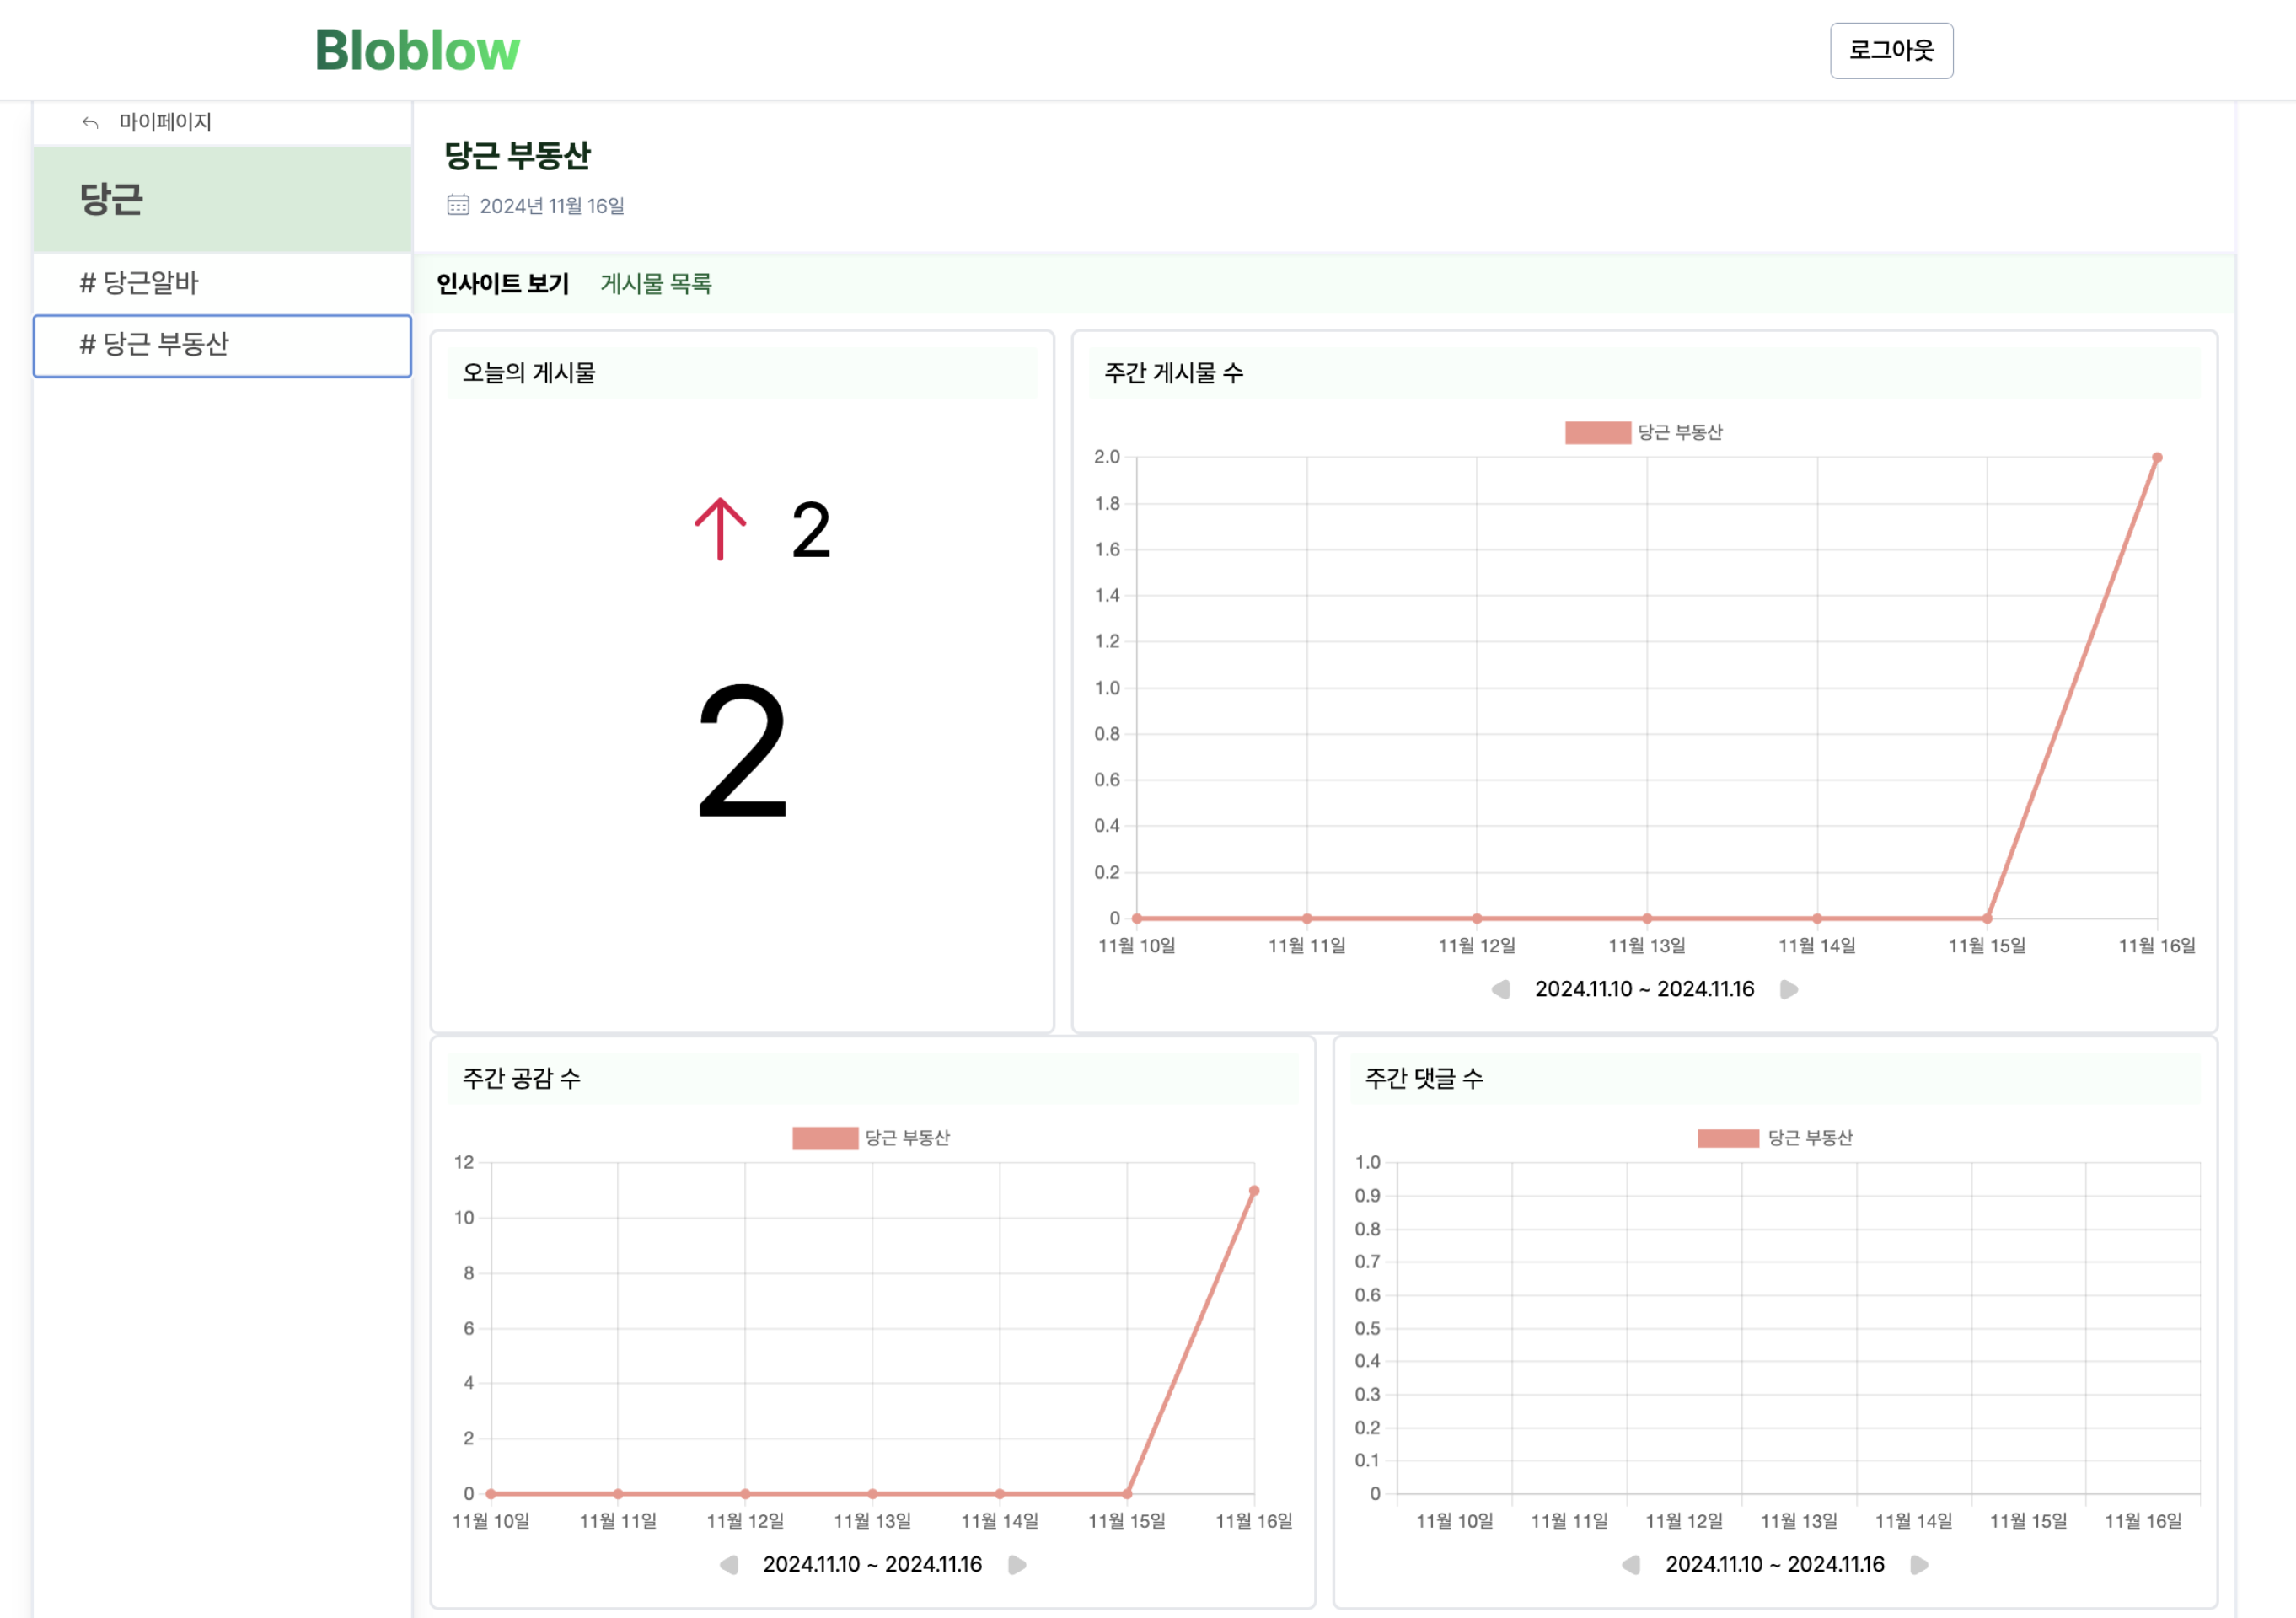 Bloblow
로그아웃
마이페이지
당근
# 당근알바
# 당근 부동산
당근 부동산
2024년 11월 16일
인사이트 보기 게시물 목록
오늘의 게시물
2
2
주간 게시물 수
당근 부동산
2.0
1.8
1.6
1.4
1.2
1.0
0.8
0.6
0.4
0.2
0
11월 10일 11월 11일 11월 12일 11월 13일 11월 14일 11월 15일 11월 16일
2024.11.10 ~ 2024.11.16
주간 공감 수
당근 부동산
12
10
8
6
4
2
0
11월 10일 11월 11일 11월 12일 11월 13일 11월 14일 11월 15일 11월 16일
2024.11.10 ~ 2024.11.16
주간 댓글 수
당근 부동산
1.0
0.9
0.8
0.7
0.6
0.5
0.4
0.3
0.2
0.1
0
11월 10일 11월 11일 11월 12일 11월 13일 11월 14일 11월 15일 11월 16일
2024.11.10 ~ 2024.11.16